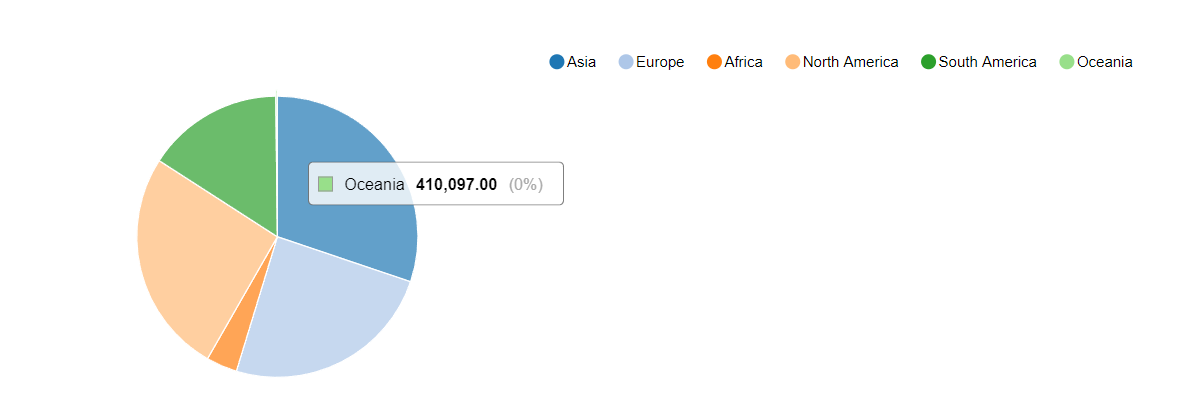 Asia Europe Africa North America South America Oceania
Oceania 410,097.00 (0%)